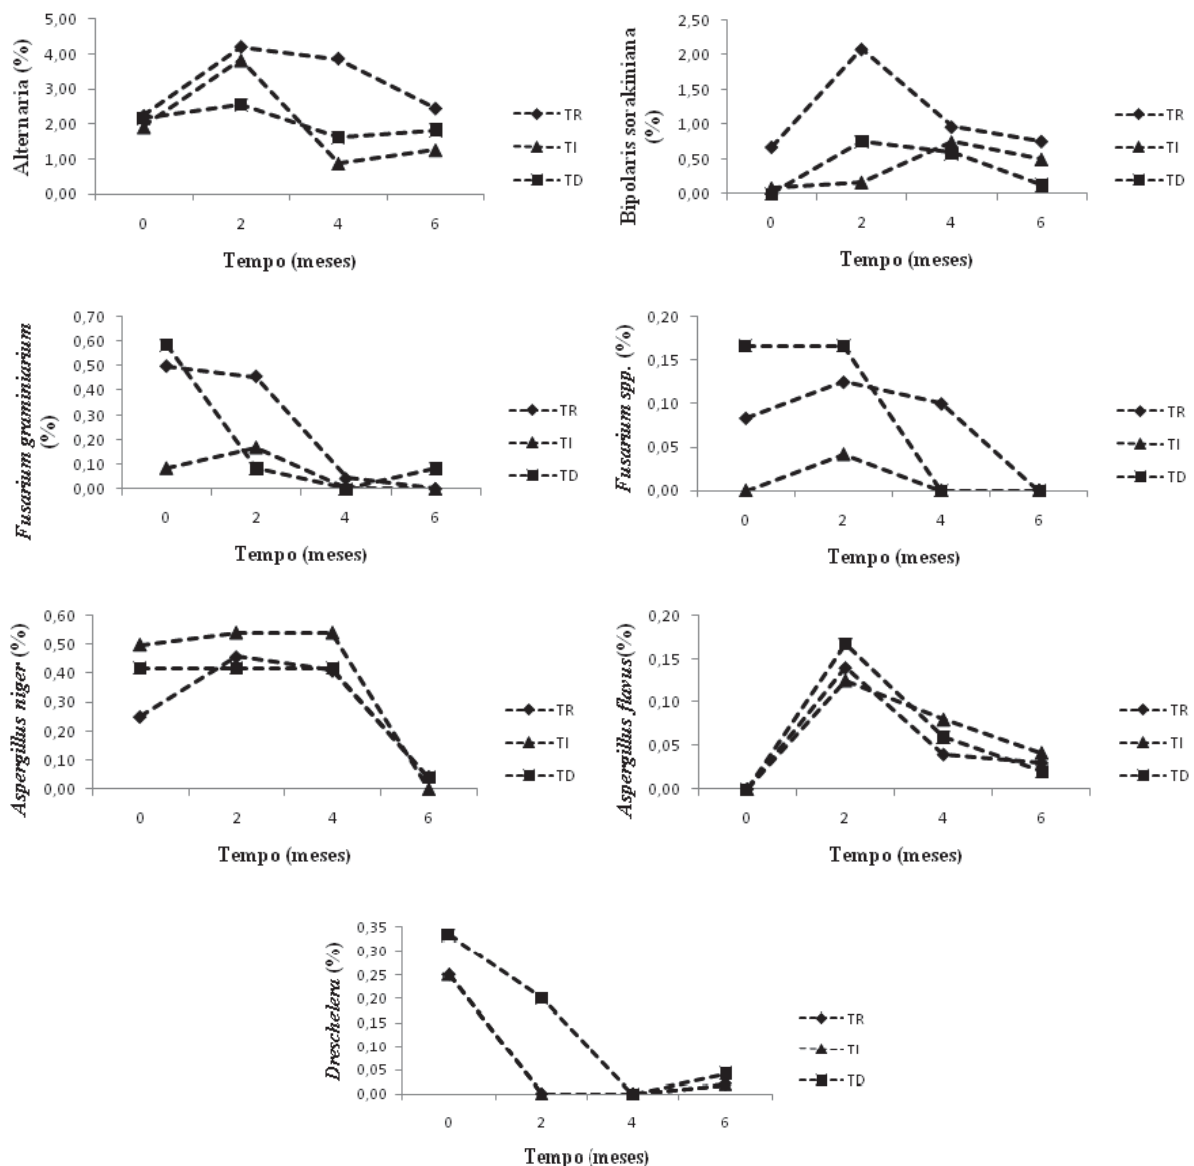 Alternaria (%)
5,00
4,00
3,00
2,00
1,00
0,00
0 2 4 6
Tempo (meses)
TR
TI
TD
Bipolaris sorakiniana
(%)
2,50
2,00
1,50
1,00
0,50
0,00
0 2 4 6
Tempo (meses)
TR
TI
TD
Fusarium graminiarium
(%)
0,70
0,60
0,50
0,40
0,30
0,20
0,10
0,00
0 2 4 6
Tempo (meses)
TR
TI
TD
Fusarium spp. (%)
0,20
0,15
0,10
0,05
0,00
0 2 4 6
Tempo (meses)
TR
TI
TD
Aspergillus niger (%)
0,60
0,50
0,40
0,30
0,20
0,10
0,00
0 2 4 6
Tempo (meses)
TR
TI
TD
Aspergillus flavus(%)
0,20
0,15
0,10
0,05
0,00
0 2 4 6
Tempo (meses)
TR
TI
TD
Dreschelera (%)
0,35
0,30
0,25
0,20
0,15
0,10
0,05
0,00
0 2 4 6
Tempo (meses)
TR
TI
TD